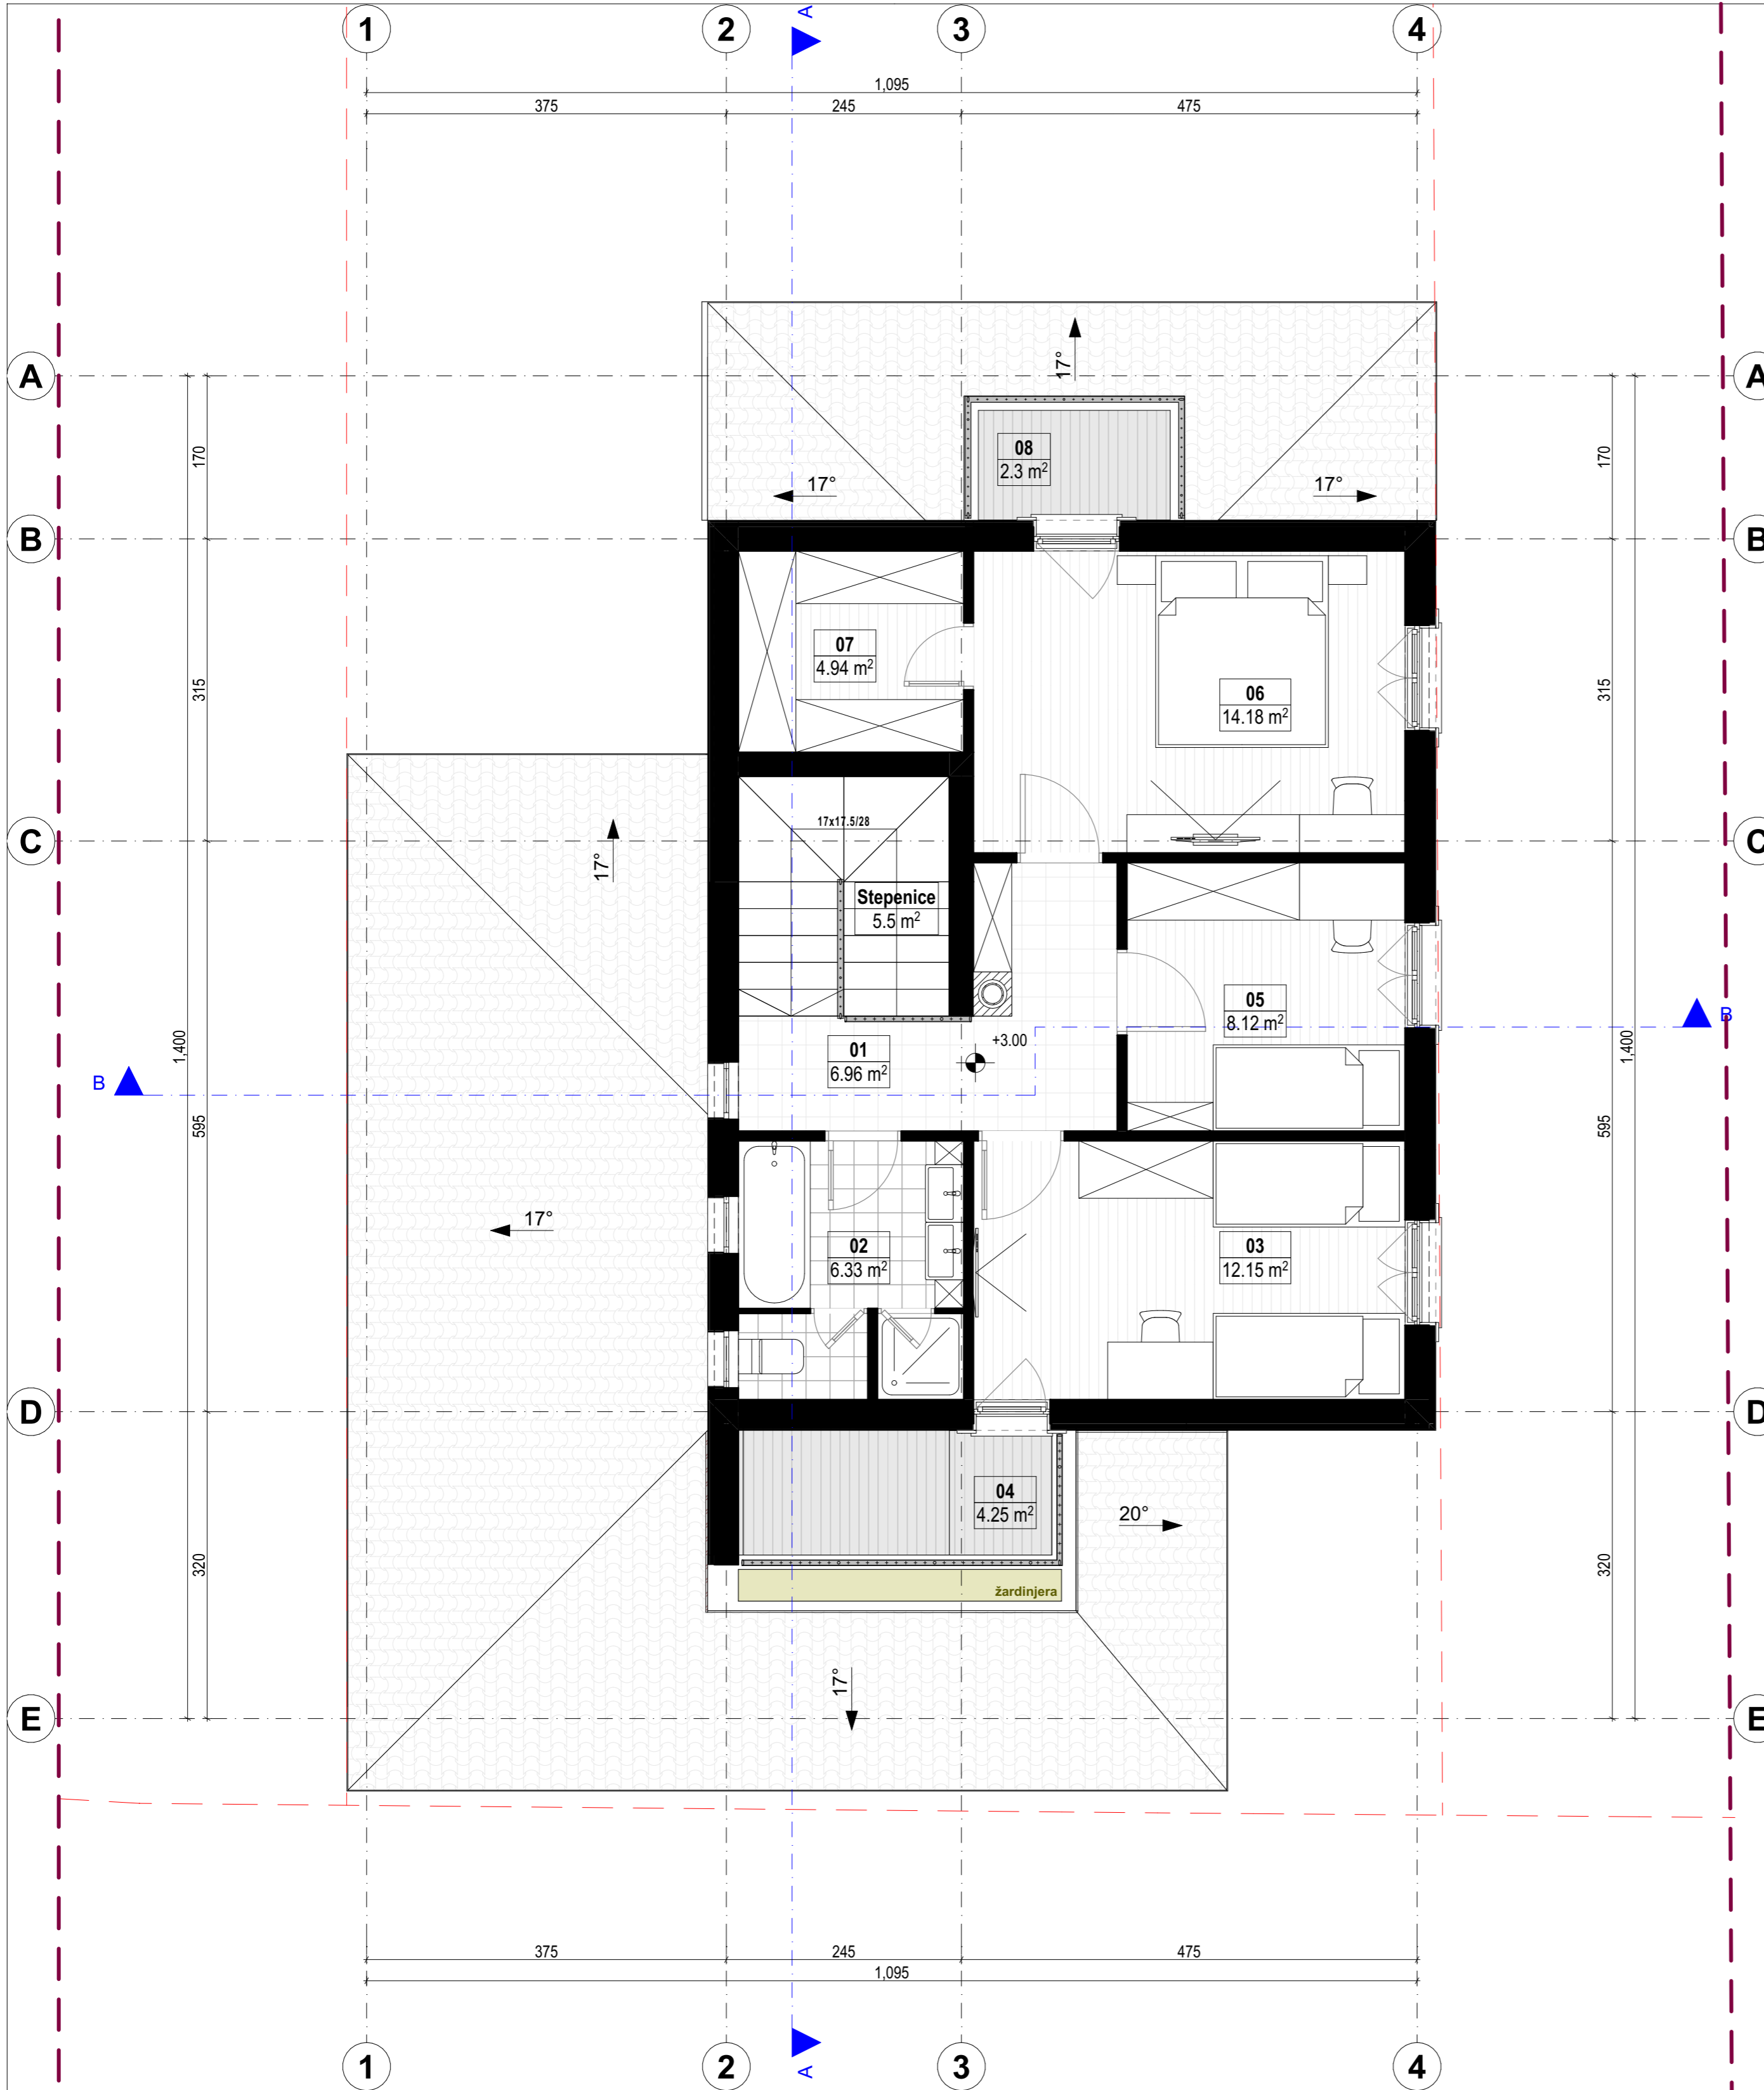 1 2 A 3 4
1,095
375 245 475
A A
17°
170 170
08
2.3 m²
17° 17°
B B
07
4.94 m²
06
14.18 m²
315 315
17x17.5/28
C C
17°
Stepenice
5.5 m²
05
8.12 m²
B
+3.00
01
6.96 m²
1,400 1,400
B
595 595
17°
02
6.33 m²
03
12.15 m²
D D
04
4.25 m²
20°
320 320
žardinjera
17°
E E
375 245 475
1,095
1 2 A 3 4